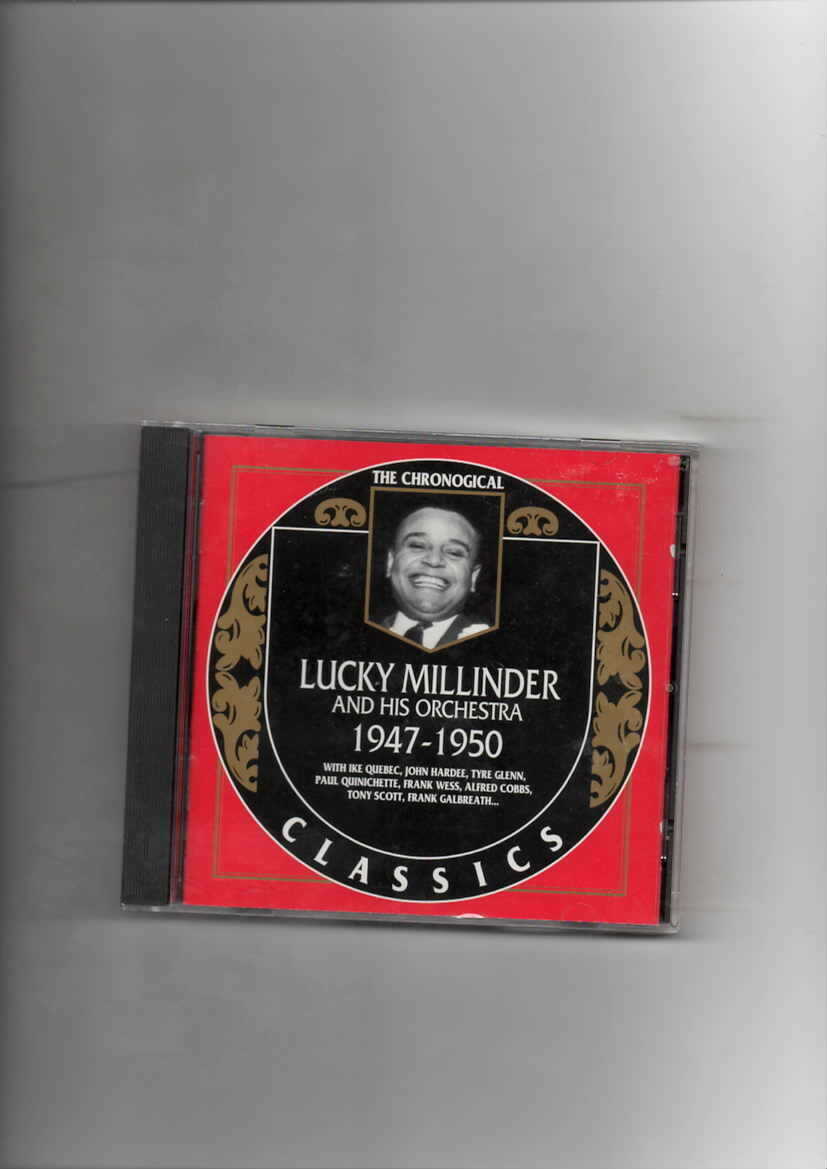 THE CHRONOGICAL
LUCKY MILLINDER
AND HIS ORCHESTRA
1947-1950
WITH IKE QUEBEC, JOHN HARDEE, TYRE GLENN,
PAUL QUINICHETTE, FRANK WESS, ALFRED COBBS,
TONY SCOTT, FRANK GALBREATH...
CLASSICS